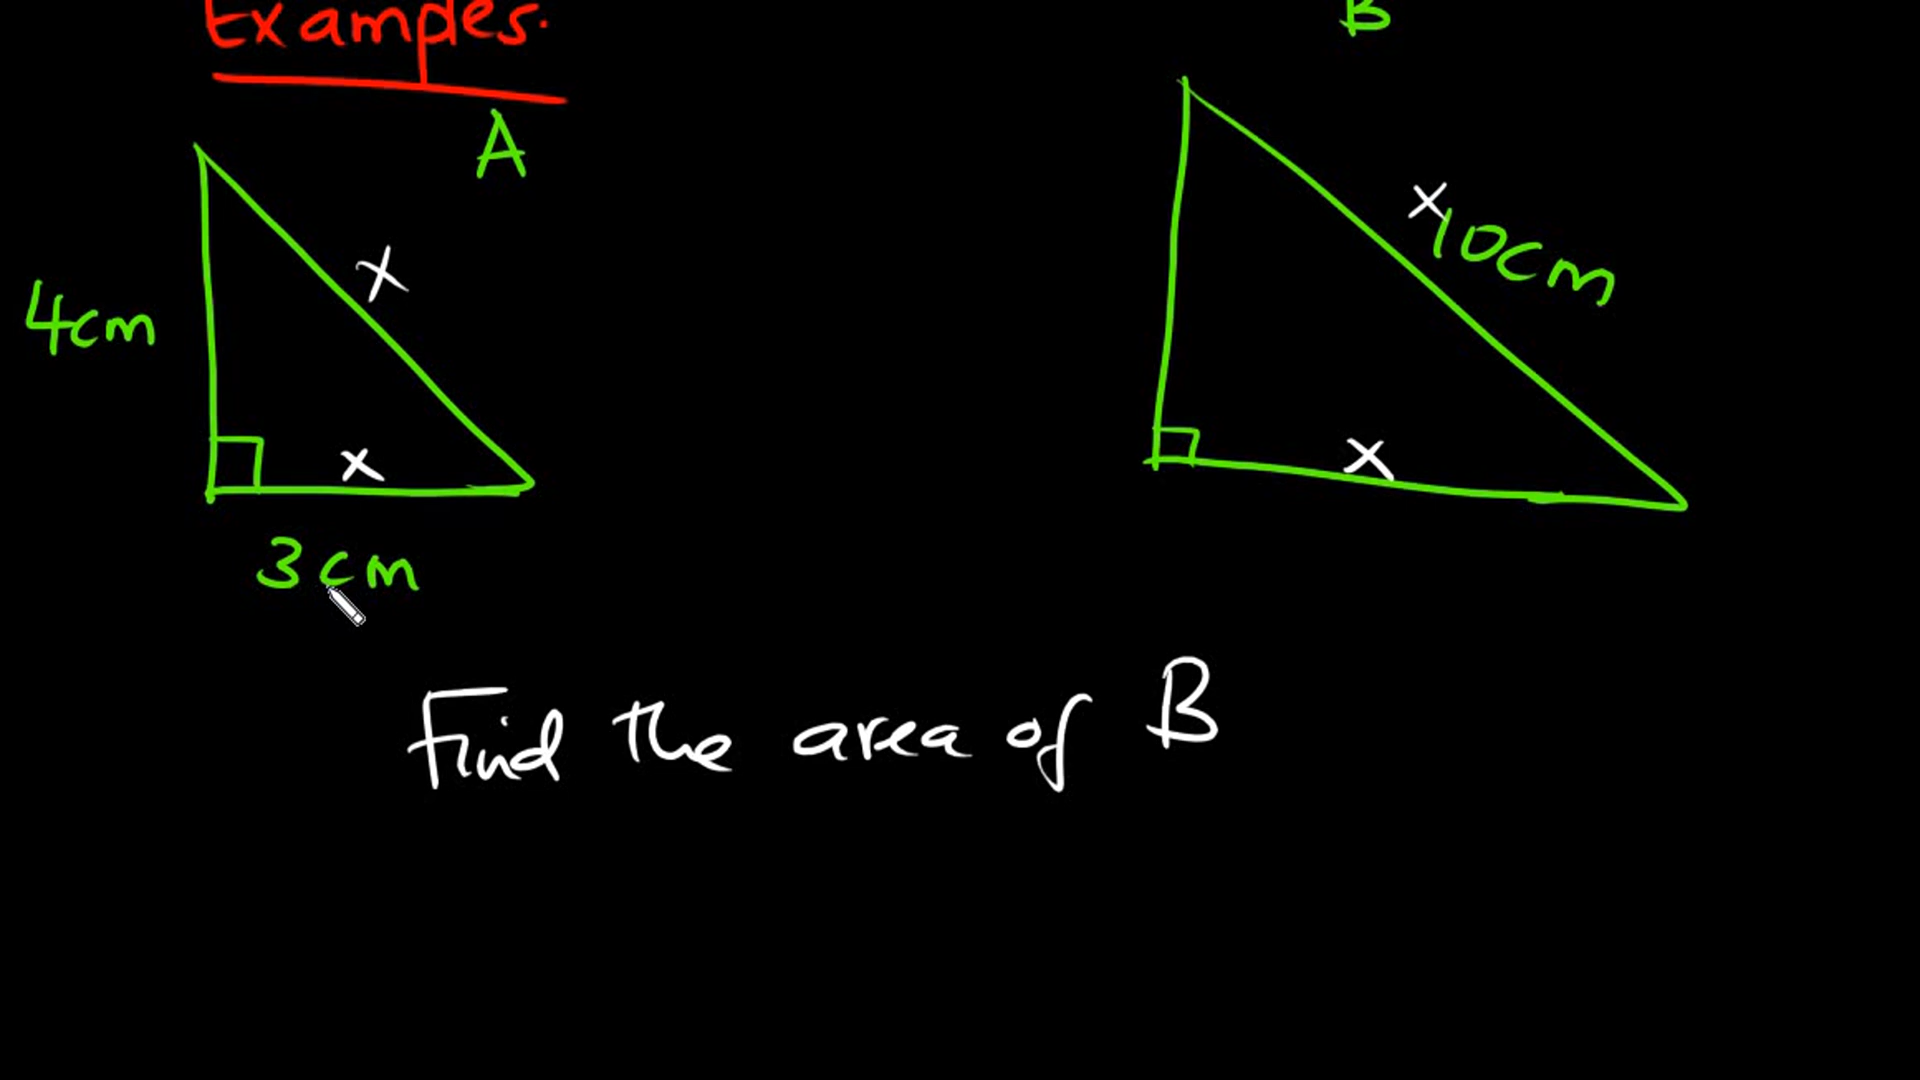 Examples.
B
A
x
x
10cm
4cm
x
x
3cm
Find the area of B